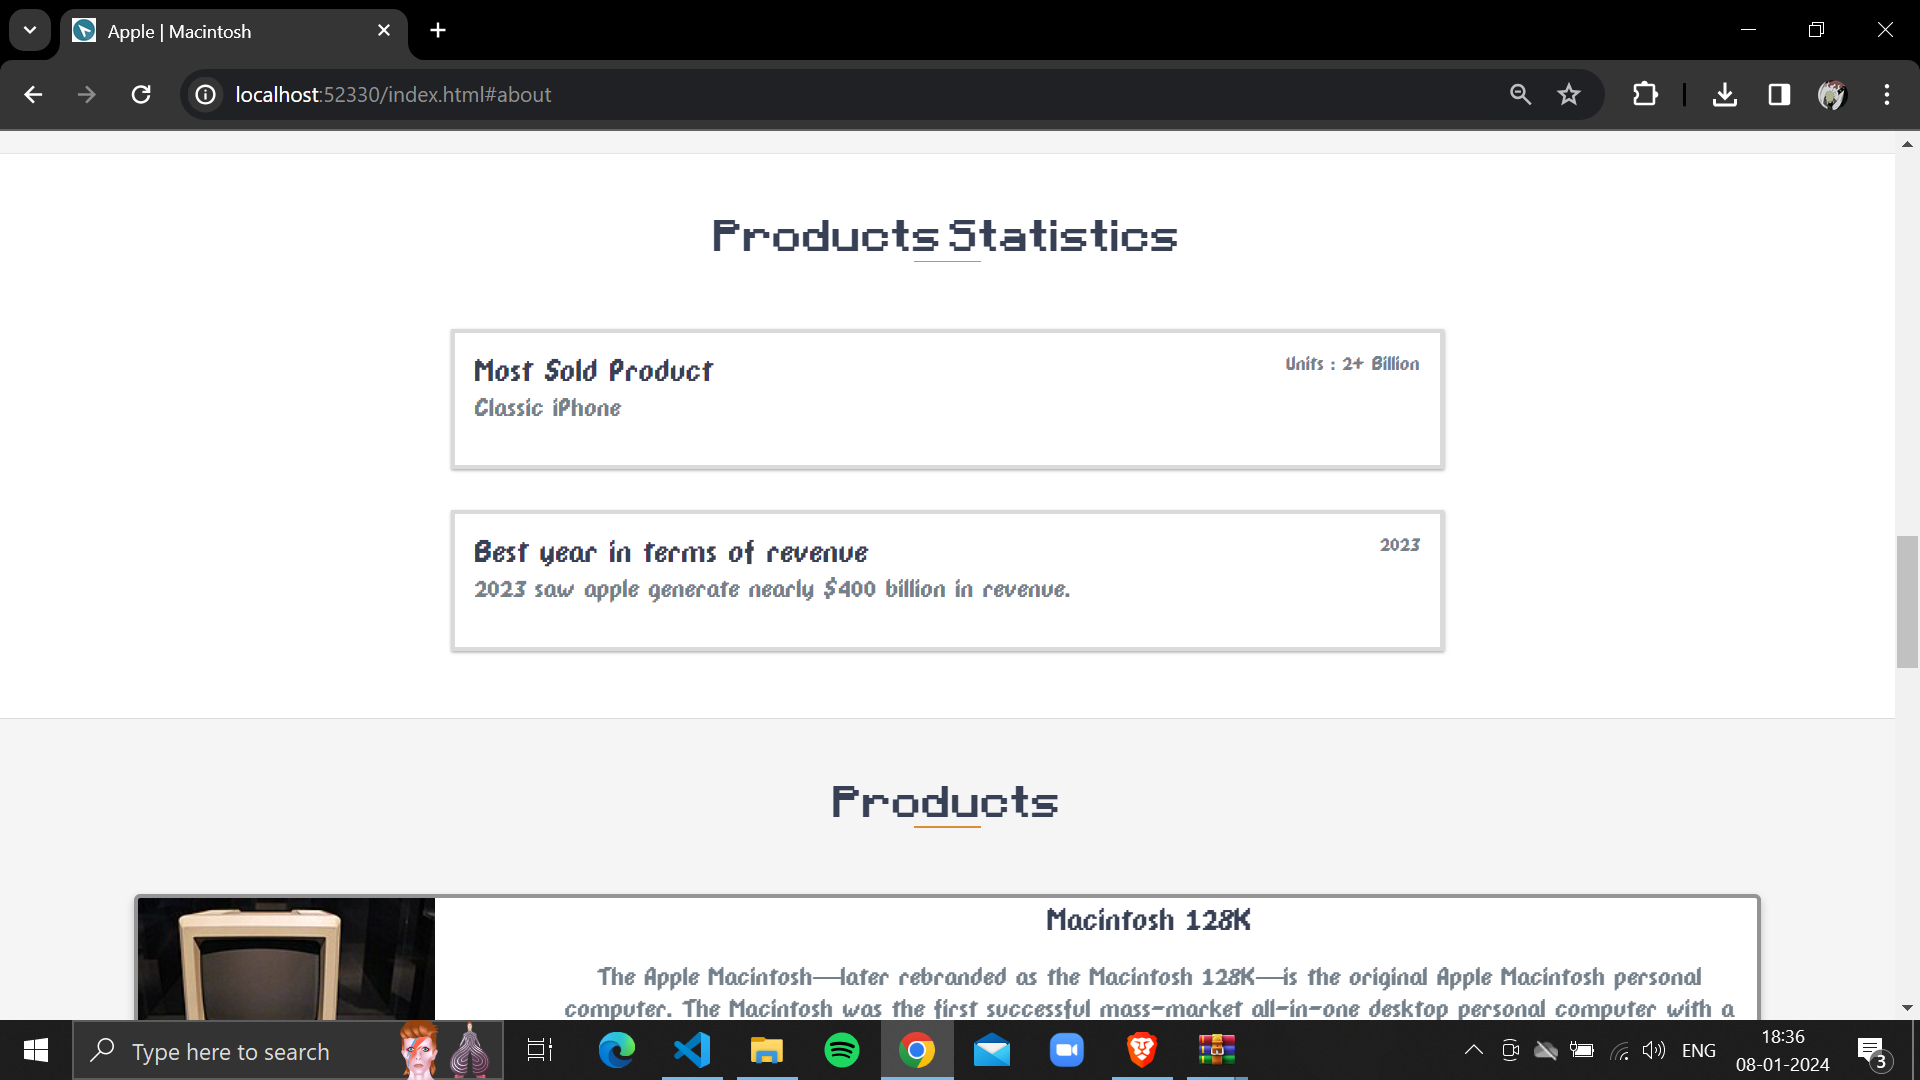 Apple | Macintosh
localhost:52330/index.html#about
Products Statistics
Most Sold Product
Units : 2+ Billion
Classic iPhone
Best year in terms of revenue
2023
2023 saw apple generate nearly $400 billion in revenue.
Products
Macintosh 128K
The Apple Macintosh—later rebranded as the Macintosh 128K—is the original Apple Macintosh personal
computer. The Macintosh was the first successful mass-market all-in-one desktop personal computer with a
Type here to search
ENG
18:36
08-01-2024
3